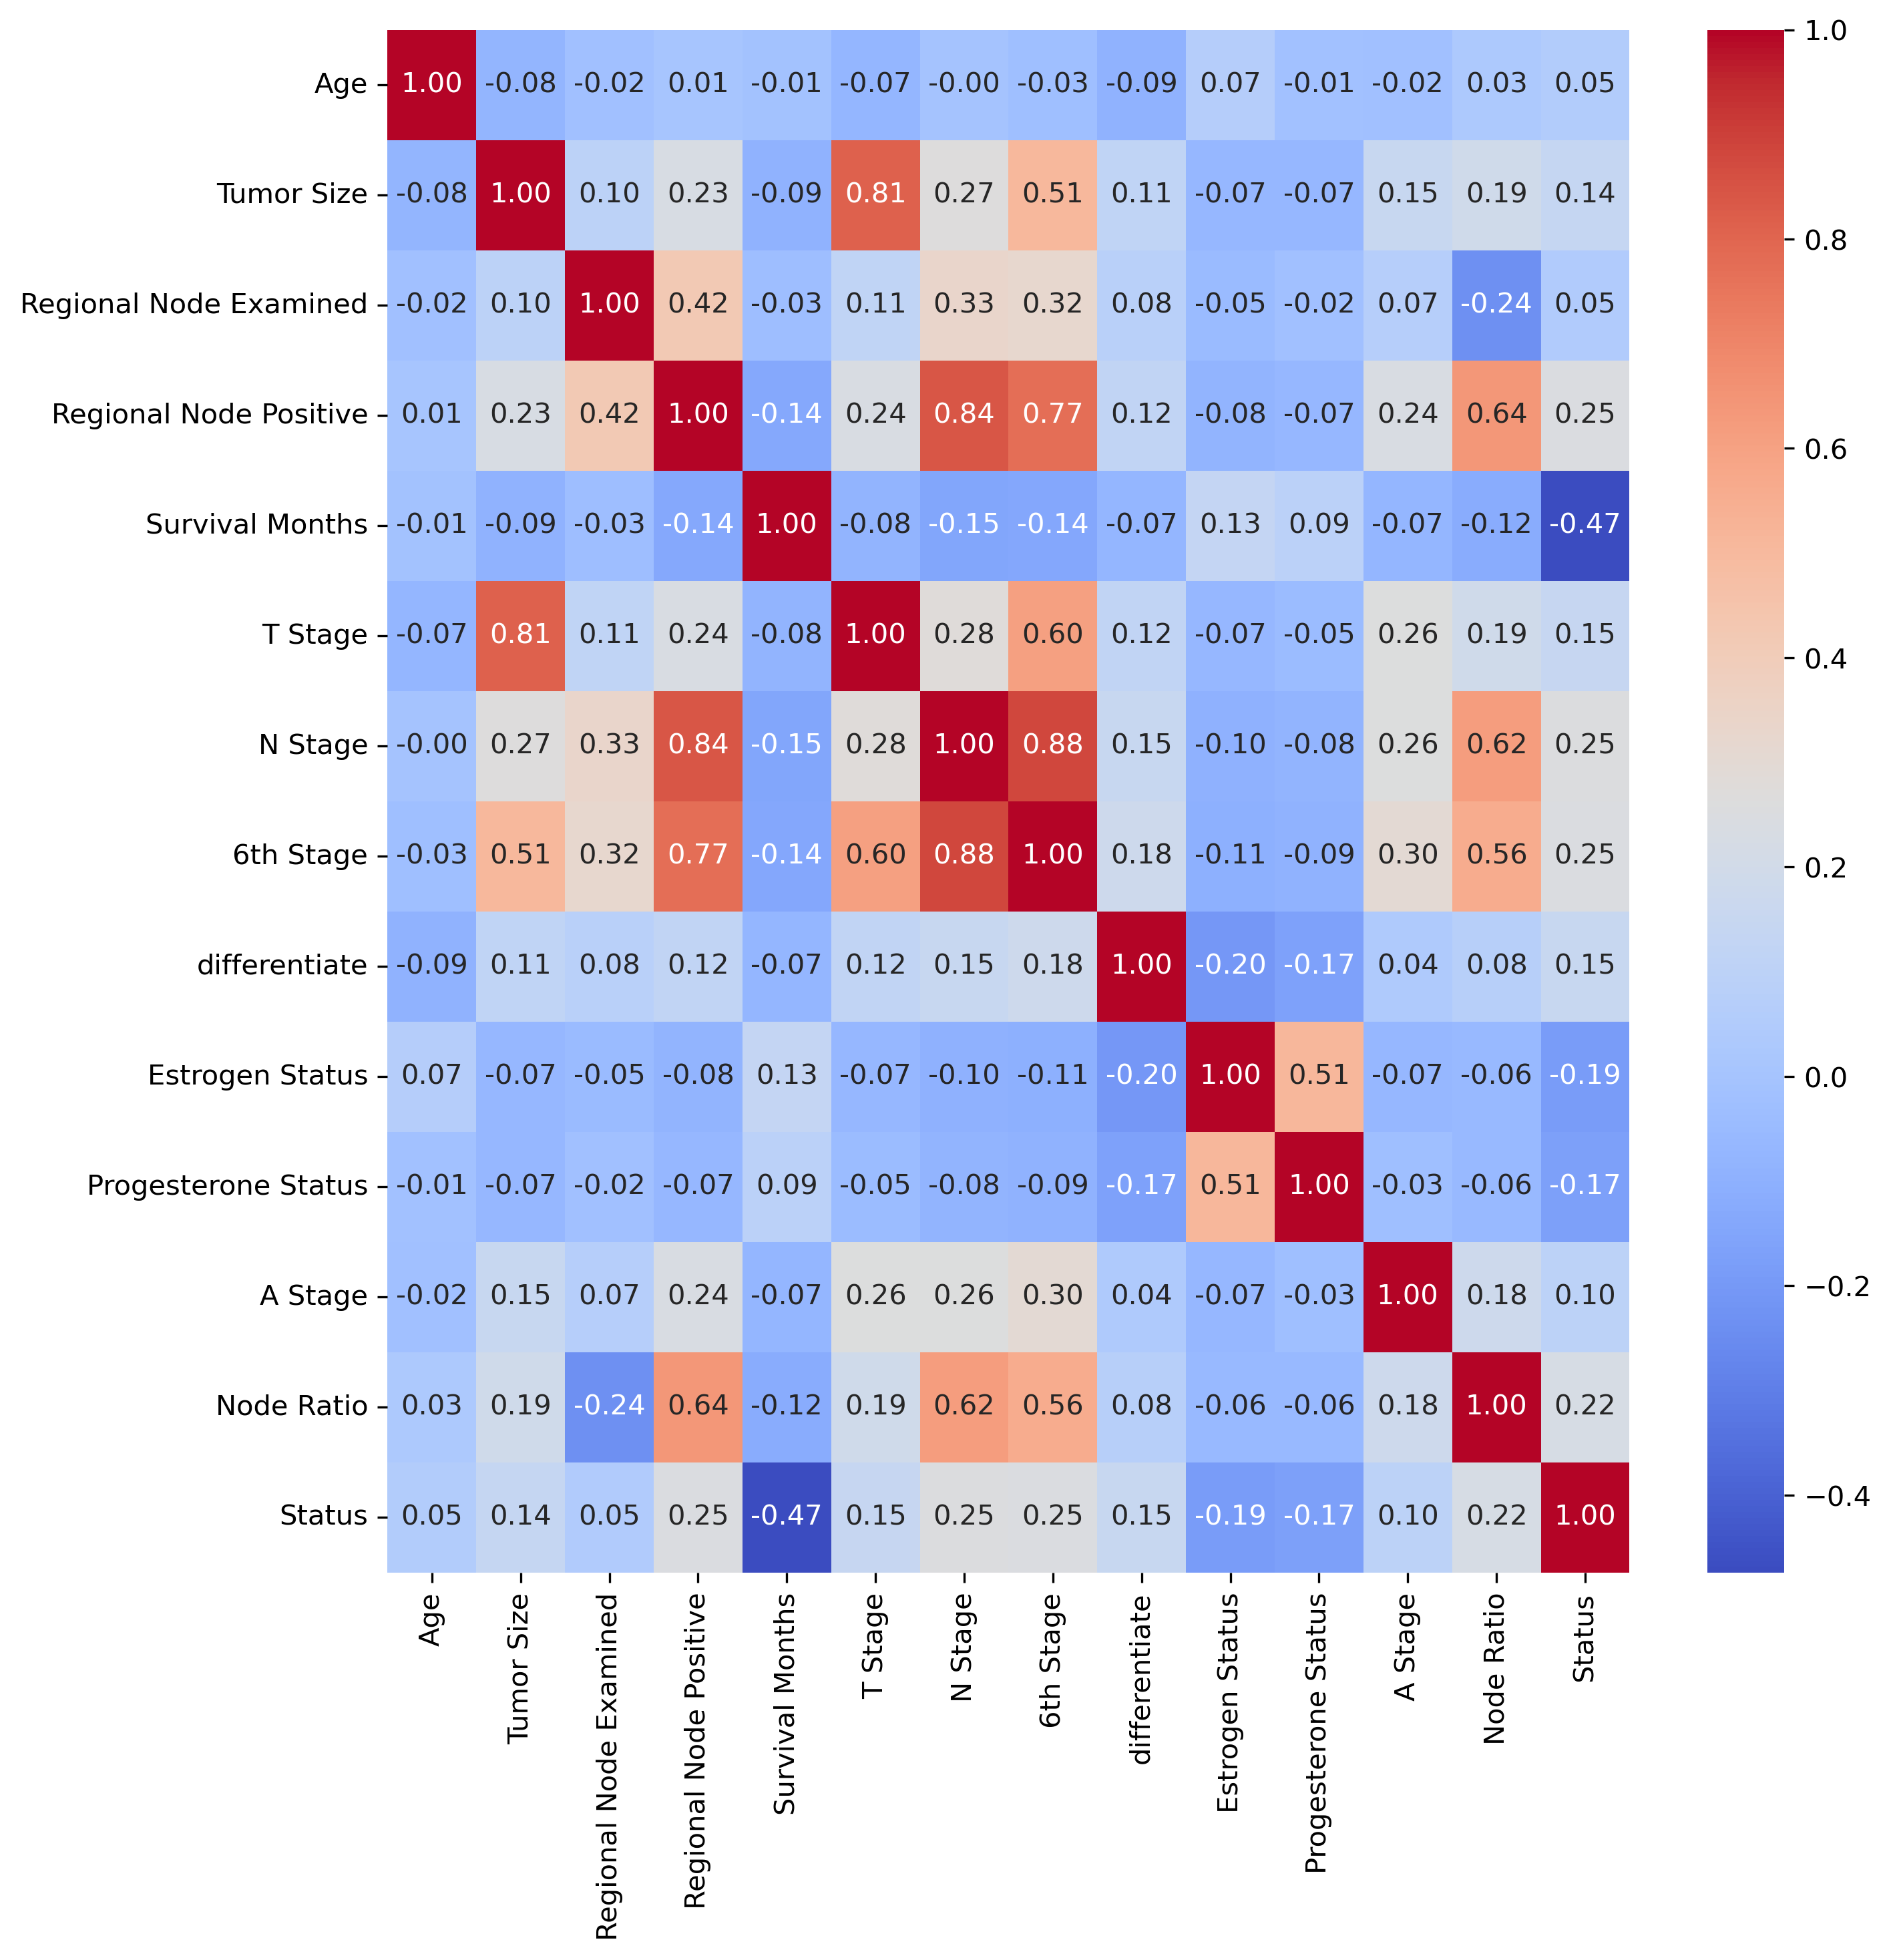 Age 1.00 -0.08 -0.02 0.01 -0.01 -0.07 -0.00 -0.03 -0.09 0.07 -0.01 -0.02 0.03 0.05
Tumor Size -0.08 1.00 0.10 0.23 -0.09 0.81 0.27 0.51 0.11 -0.07 -0.07 0.15 0.19 0.14
Regional Node Examined -0.02 0.10 1.00 0.42 -0.03 0.11 0.33 0.32 0.08 -0.05 -0.02 0.07 -0.24 0.05
Regional Node Positive 0.01 0.23 0.42 1.00 -0.14 0.24 0.84 0.77 0.12 -0.08 -0.07 0.24 0.64 0.25
Survival Months -0.01 -0.09 -0.03 -0.14 1.00 -0.08 -0.15 -0.14 -0.07 0.13 0.09 -0.07 -0.12 -0.47
T Stage -0.07 0.81 0.11 0.24 -0.08 1.00 0.28 0.60 0.12 -0.07 -0.05 0.26 0.19 0.15
N Stage -0.00 0.27 0.33 0.84 -0.15 0.28 1.00 0.88 0.15 -0.10 -0.08 0.26 0.62 0.25
6th Stage -0.03 0.51 0.32 0.77 -0.14 0.60 0.88 1.00 0.18 -0.11 -0.09 0.30 0.56 0.25
differentiate -0.09 0.11 0.08 0.12 -0.07 0.12 0.15 0.18 1.00 -0.20 -0.17 0.04 0.08 0.15
Estrogen Status 0.07 -0.07 -0.05 -0.08 0.13 -0.07 -0.10 -0.11 -0.20 1.00 0.51 -0.07 -0.06 -0.19
Progesterone Status -0.01 -0.07 -0.02 -0.07 0.09 -0.05 -0.08 -0.09 -0.17 0.51 1.00 -0.03 -0.06 -0.17
A Stage -0.02 0.15 0.07 0.24 -0.07 0.26 0.26 0.30 0.04 -0.07 -0.03 1.00 0.18 0.10
Node Ratio 0.03 0.19 -0.24 0.64 -0.12 0.19 0.62 0.56 0.08 -0.06 -0.06 0.18 1.00 0.22
Status 0.05 0.14 0.05 0.25 -0.47 0.15 0.25 0.25 0.15 -0.19 -0.17 0.10 0.22 1.00
Age
Tumor Size
Regional Node Examined
Regional Node Positive
Survival Months
T Stage
N Stage
6th Stage
differentiate
Estrogen Status
Progesterone Status
A Stage
Node Ratio
Status
1.0
0.8
0.6
0.4
0.2
0.0
−0.2
−0.4